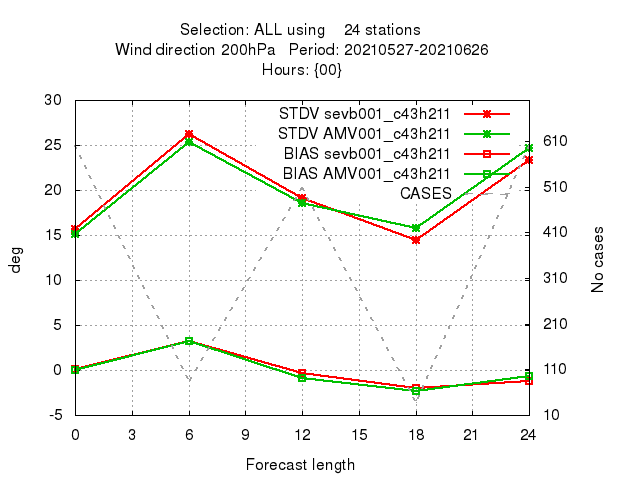 Selection: ALL using    24 stations
Wind direction 200hPa   Period: 20210527-20210626
Hours: {00}
STDV sevb001_c43h211
STDV AMV001_c43h211
BIAS sevb001_c43h211
BIAS AMV001_c43h211
CASES
30
25
20
15
10
5
0
-5
deg
610
510
410
310
210
110
10
No cases
0 3 6 9 12 15 18 21 24
Forecast length